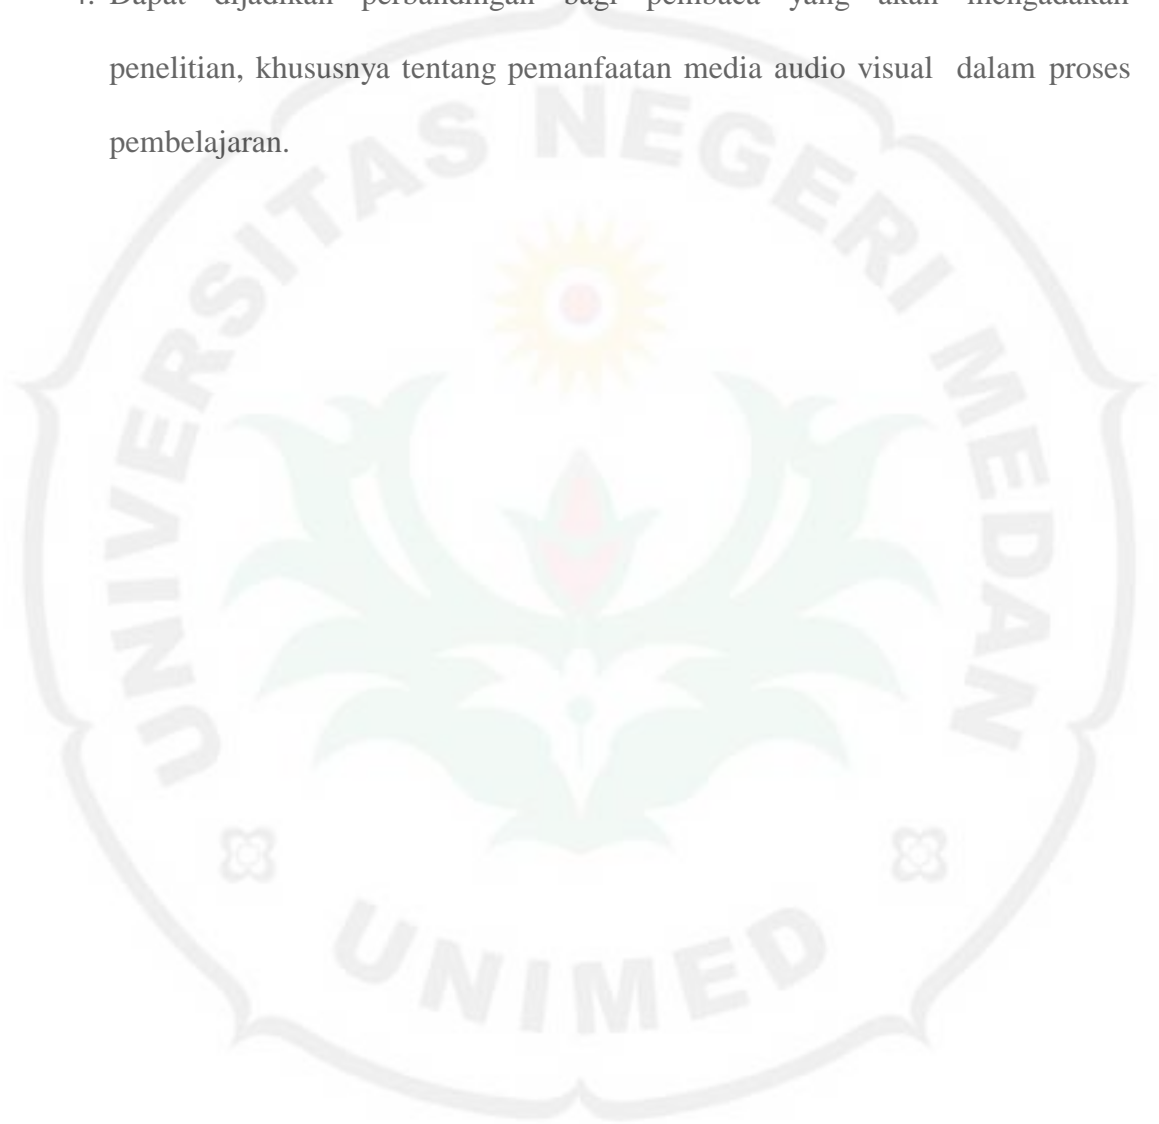 4. Dapat dijadikan perbandingan bagi pembaca yang akan mengadakan
penelitian, khususnya tentang pemanfaatan media audio visual dalam proses
pembelajaran.
UNIVERSITAS NEGERI MEDAN
UNIMED